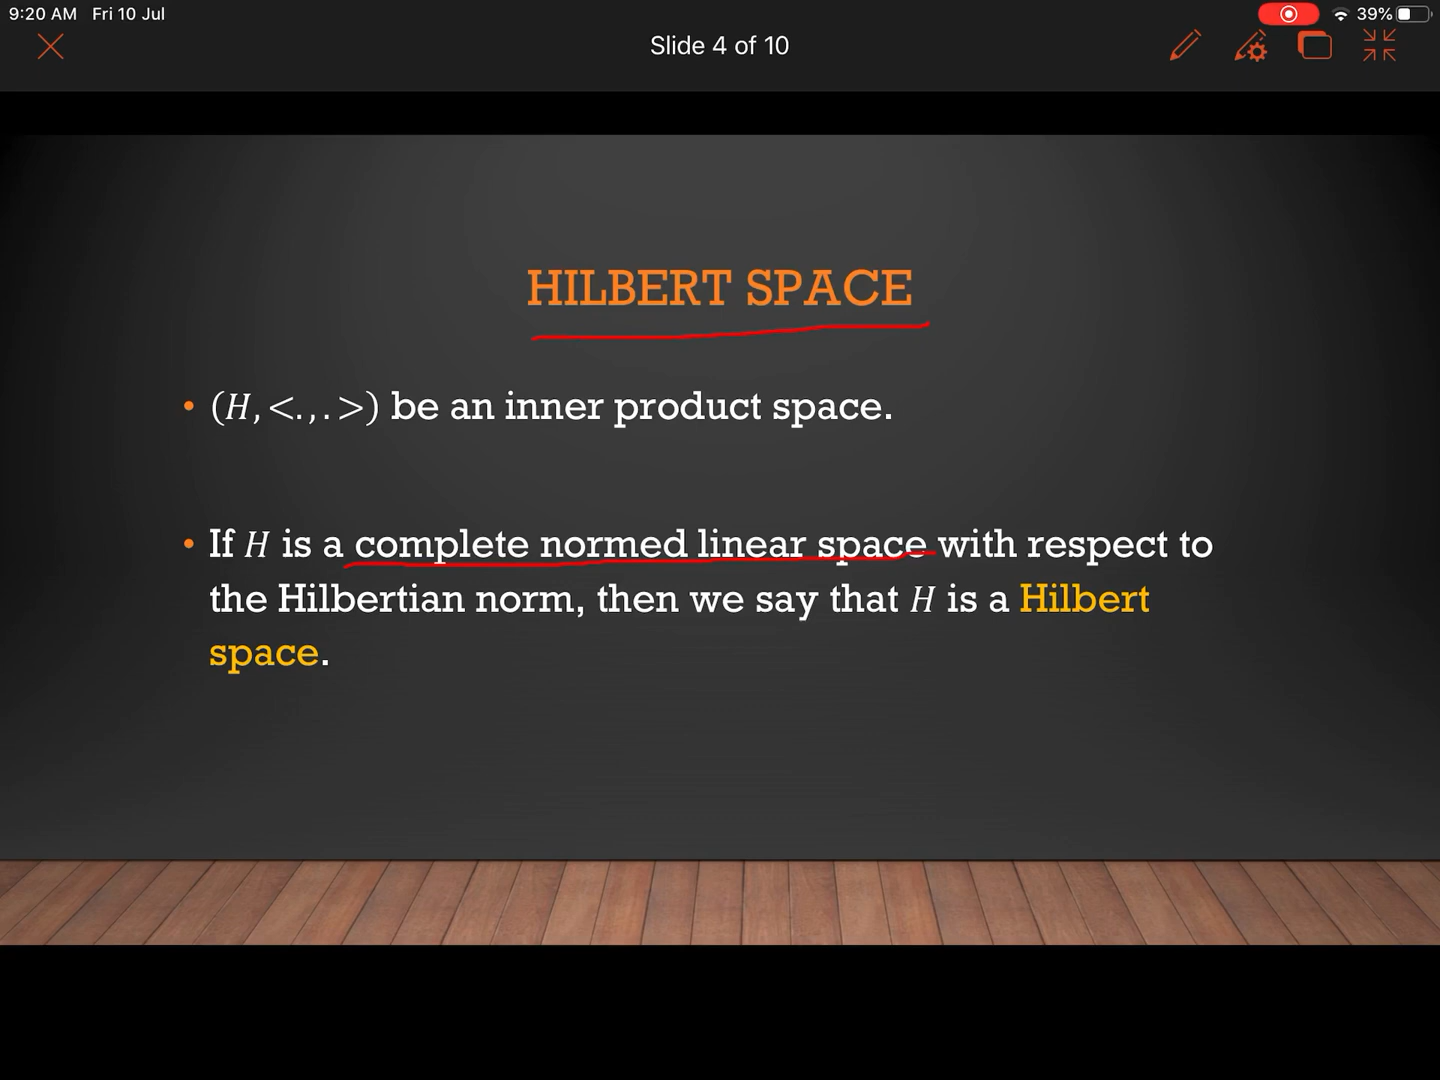 9:20 AM Fri 10 Jul
39%
Slide 4 of 10
HILBERT SPACE
• (H, <.,.>) be an inner product space.
• If H is a complete normed linear space with respect to
the Hilbertian norm, then we say that H is a Hilbert
space.